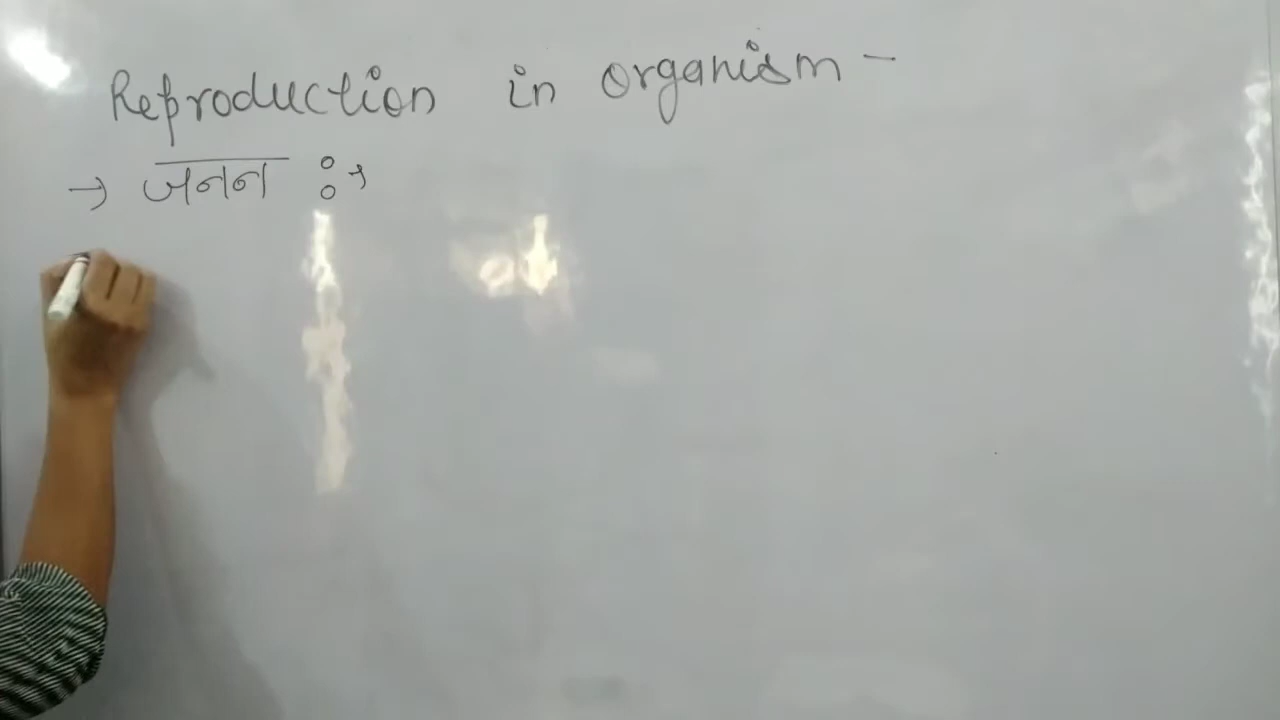 Reproduction in organism -
→ जनन :→